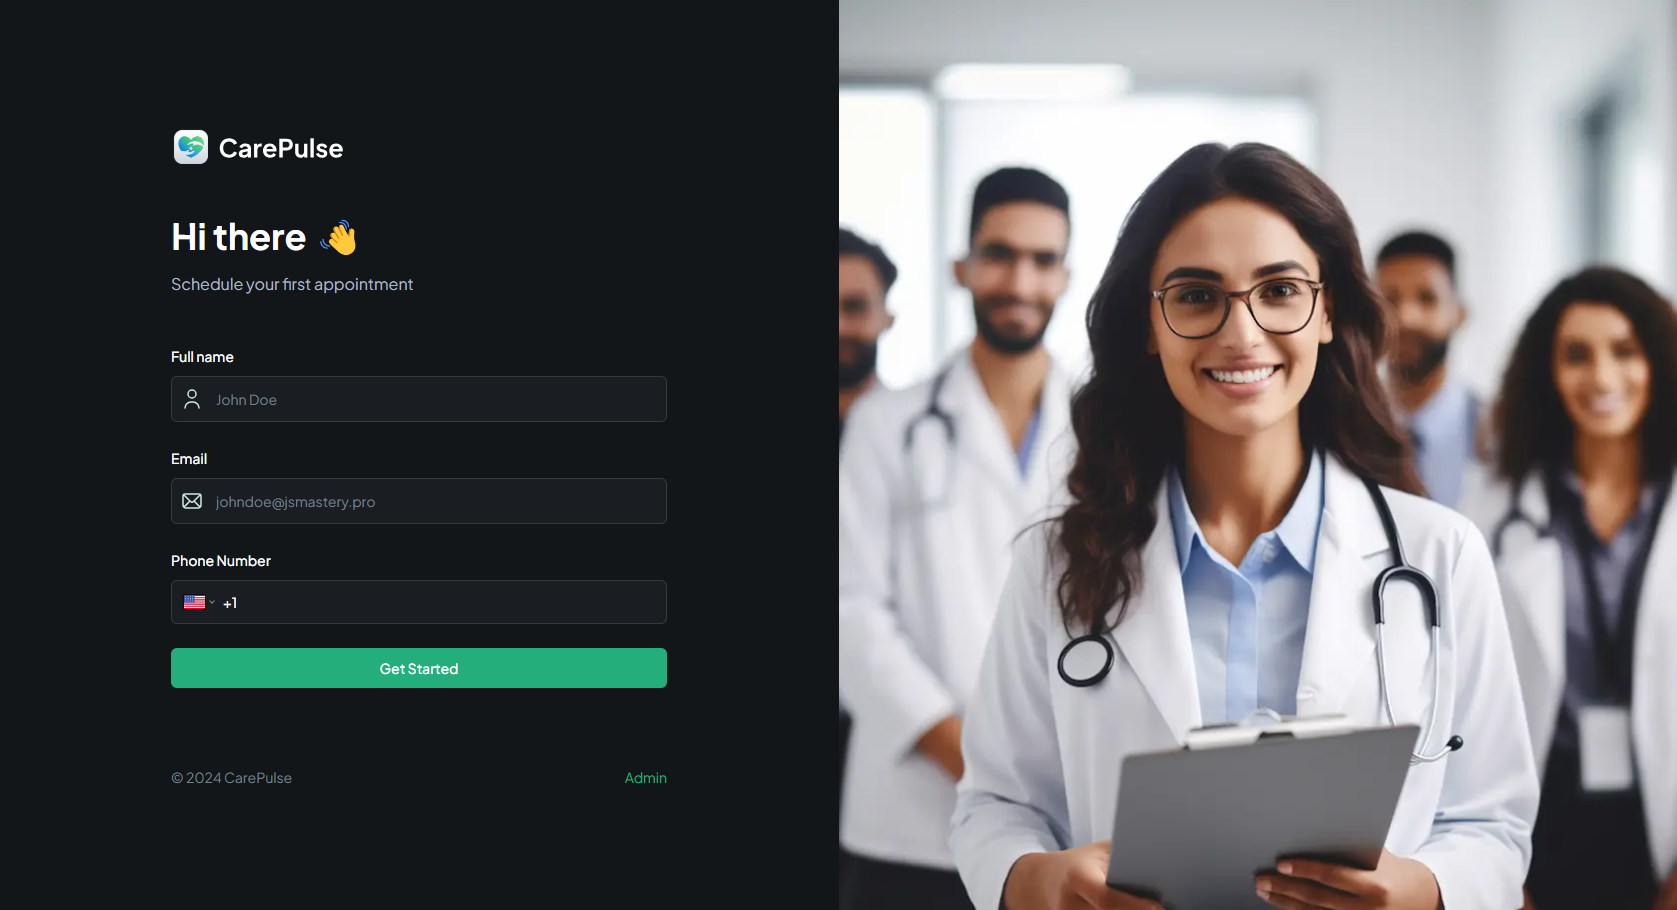 CarePulse
Hi there 👋
Schedule your first appointment
Full name
John Doe
Email
johndoe@jsmastery.pro
Phone Number
+1
Get Started
© 2024 CarePulse
Admin